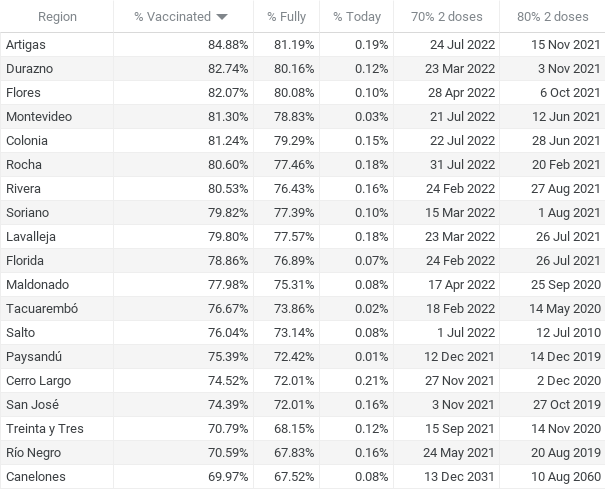 Region % Vaccinated % Fully % Today 70% 2 doses 80% 2 doses
Artigas 84.88% 81.19% 0.19% 24 Jul 2022 15 Nov 2021
Durazno 82.74% 80.16% 0.12% 23 Mar 2022 3 Nov 2021
Flores 82.07% 80.08% 0.10% 28 Apr 2022 6 Oct 2021
Montevideo 81.30% 78.83% 0.03% 21 Jul 2022 12 Jun 2021
Colonia 81.24% 79.29% 0.15% 22 Jul 2022 28 Jun 2021
Rocha 80.60% 77.46% 0.18% 31 Jul 2022 20 Feb 2021
Rivera 80.53% 76.43% 0.16% 24 Feb 2022 27 Aug 2021
Soriano 79.82% 77.39% 0.10% 15 Mar 2022 1 Aug 2021
Lavalleja 79.80% 77.57% 0.18% 23 Mar 2022 26 Jul 2021
Florida 78.86% 76.89% 0.07% 24 Feb 2022 26 Jul 2021
Maldonado 77.98% 75.31% 0.08% 17 Apr 2022 25 Sep 2020
Tacuarembó 76.67% 73.86% 0.02% 18 Feb 2022 14 May 2020
Salto 76.04% 73.14% 0.08% 1 Jul 2022 12 Jul 2010
Paysandú 75.39% 72.42% 0.01% 12 Dec 2021 14 Dec 2019
Cerro Largo 74.52% 72.01% 0.21% 27 Nov 2021 2 Dec 2020
San José 74.39% 72.01% 0.16% 3 Nov 2021 27 Oct 2019
Treinta y Tres 70.79% 68.15% 0.12% 15 Sep 2021 14 Nov 2020
Río Negro 70.59% 67.83% 0.16% 24 May 2021 20 Aug 2019
Canelones 69.97% 67.52% 0.08% 13 Dec 2031 10 Aug 2060